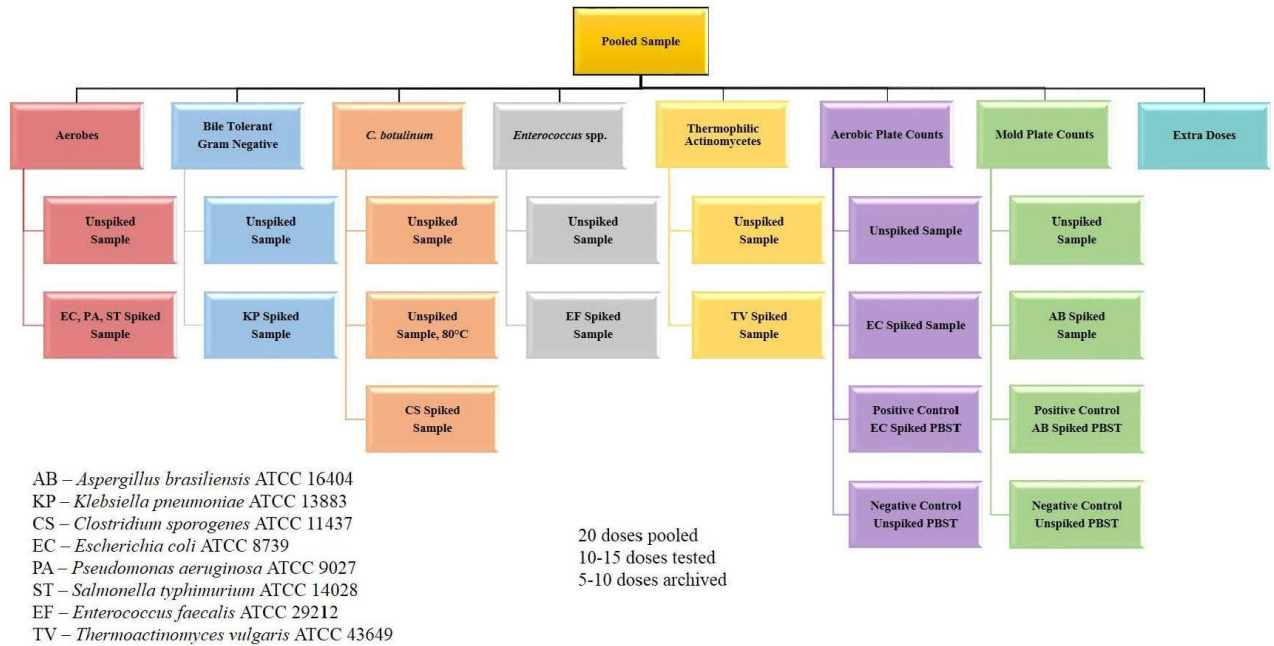 Pooled Sample
Aerobes
Bile Tolerant
Gram Negative
C. botulinum
Enterococcus spp.
Thermophilic
Actinomycetes
Aerobic Plate Counts
Mold Plate Counts
Extra Doses
Unspiked
Sample
Unspiked
Sample
Unspiked
Sample
Unspiked
Sample
Unspiked
Sample
Unspiked Sample
Unspiked
Sample
EC, PA, ST Spiked
Sample
KP Spiked
Sample
Unspiked
Sample, 80°C
EF Spiked
Sample
TV Spiked
Sample
EC Spiked Sample
AB Spiked
Sample
CS Spiked
Sample
Positive Control
EC Spiked PBST
Positive Control
AB Spiked PBST
Negative Control
Unspiked PBST
Negative Control
Unspiked PBST
AB – Aspergillus brasiliensis ATCC 16404
KP – Klebsiella pneumoniae ATCC 13883
CS – Clostridium sporogenes ATCC 11437
EC – Escherichia coli ATCC 8739
PA – Pseudomonas aeruginosa ATCC 9027
ST – Salmonella typhimurium ATCC 14028
EF – Enterococcus faecalis ATCC 29212
TV – Thermoactinomyces vulgaris ATCC 43649
20 doses pooled
10-15 doses tested
5-10 doses archived